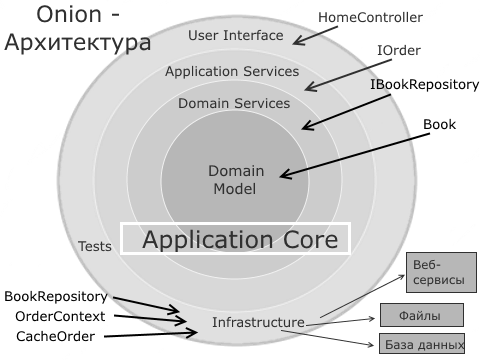 Onion -
Архитектура
HomeController
User Interface
IOrder
Application Services
IBookRepository
Domain Services
Book
Domain
Model
Application Core
Tests
Веб-
сервисы
BookRepository
OrderContext
Infrastructure
Файлы
CacheOrder
База данных